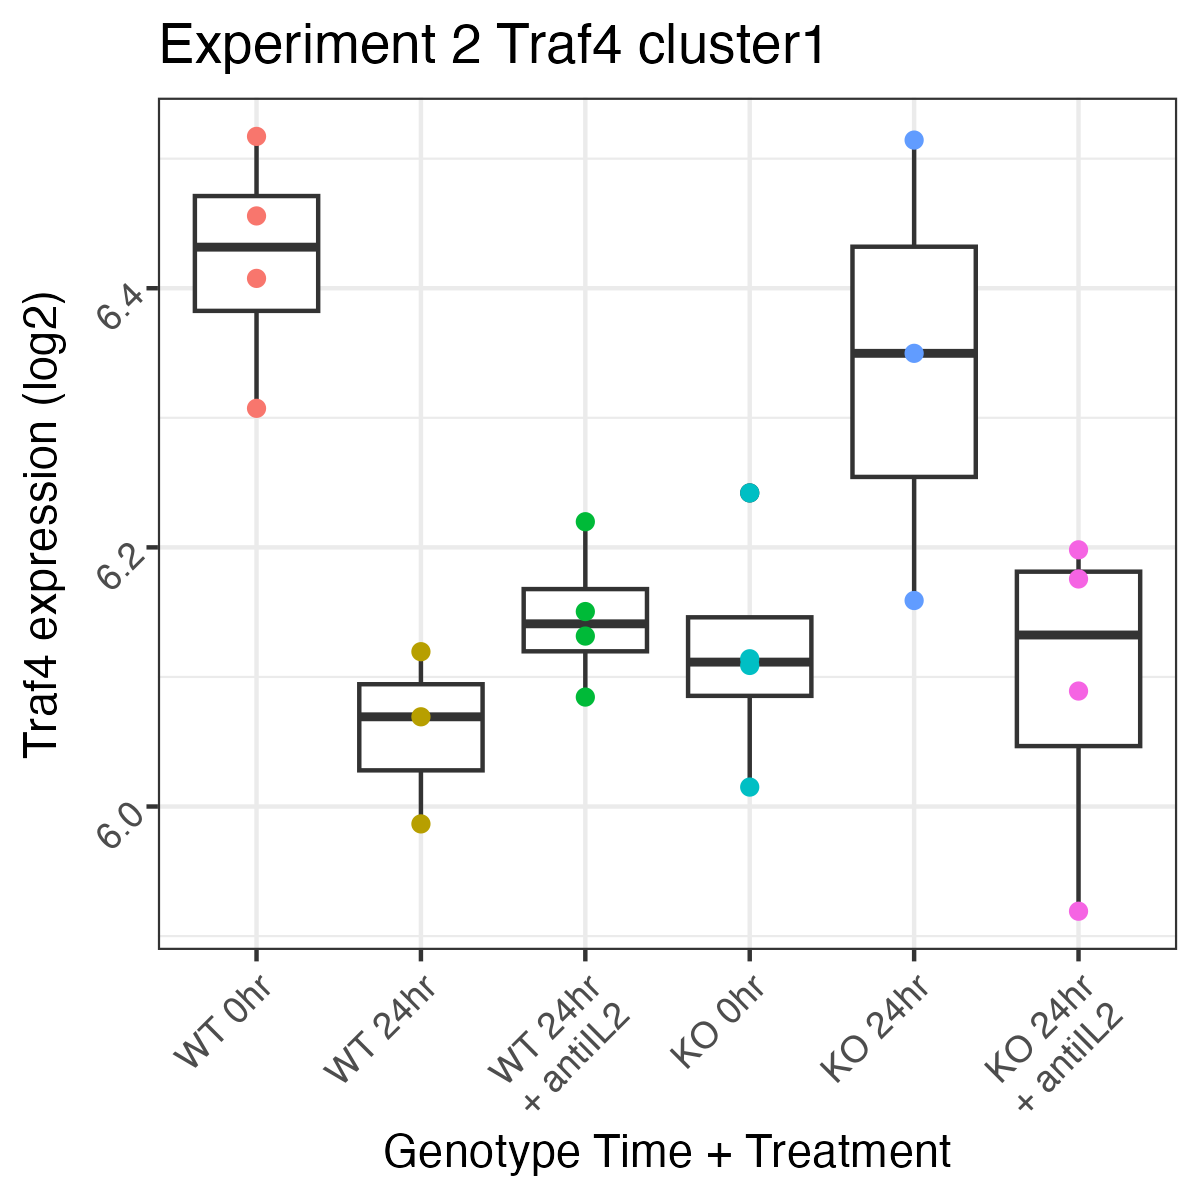 Experiment 2 Traf4 cluster1
Traf4 expression (log2)
6.4
6.2
6.0
WT 0hr
WT 24hr
WT 24hr
+ antiIL2
KO 0hr
KO 24hr
KO 24hr
+ antiIL2
Genotype Time + Treatment